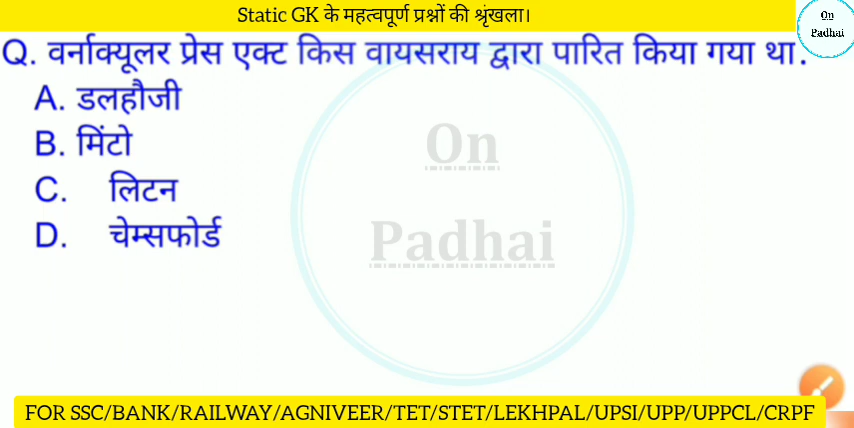 Static GK के महत्वपूर्ण प्रश्नों की श्रृंखला।
On
Padhai
Q. वर्नाक्यूलर प्रेस एक्ट किस वायसराय द्वारा पारित किया गया था.
A. डलहौजी
B. मिंटो
C. लिटन
D. चेम्सफोर्ड
On
Padhai
FOR SSC/BANK/RAILWAY/AGNIVEER/TET/STET/LEKHPAL/UPSI/UPP/UPPCL/CRPF